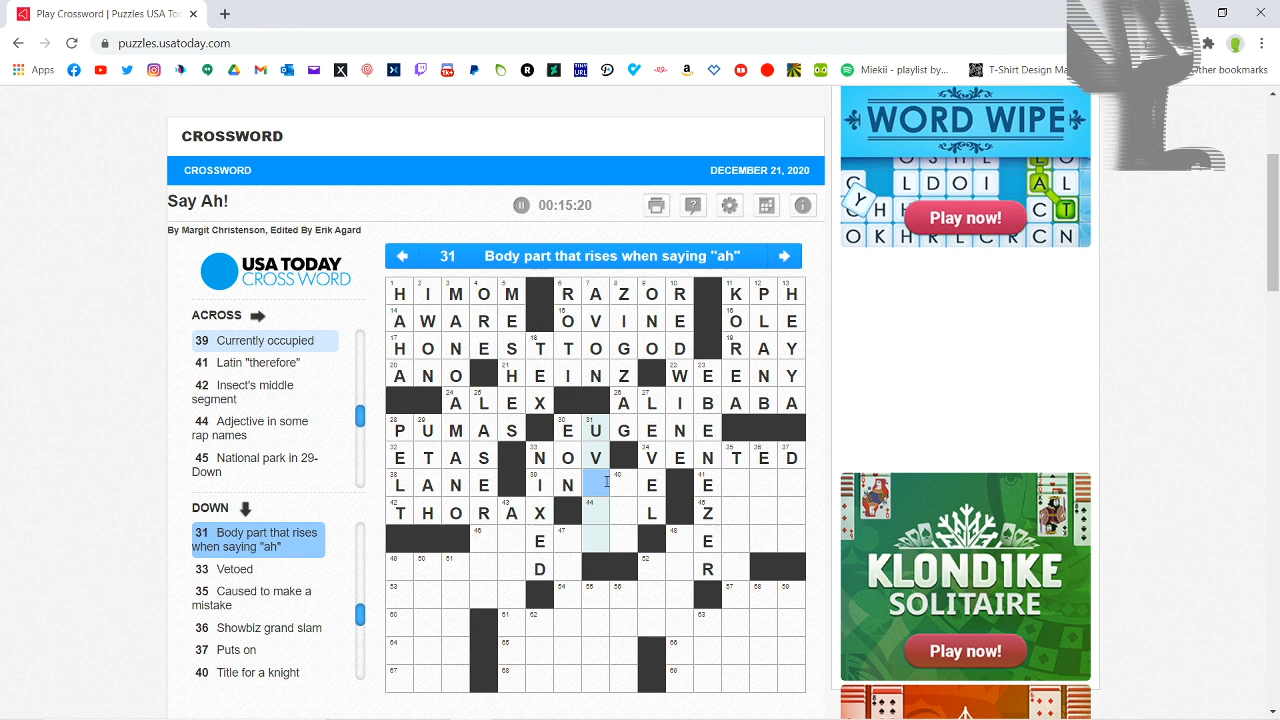 Play Crossword | Puzzles USA To
puzzles.usatoday.com
Apps
Mallii - playlist by...
T-Shirt Design M
Other bookmarks
CROSSWORD
CROSSWORD DECEMBER 21, 2020
Say Ah!
00:15:20
By Margit Christenson, Edited By Erik Agard
USA TODAY
CROSS WORD
31 Body part that rises when saying "ah"
ACROSS
39 Currently occupied
41 Latin "therefore"
42 Insect's middle
segment
44 Adjective in some
rap names
45 National park in 29-
Down
DOWN
31 Body part that rises
when saying "ah"
33 Vetoed
35 Caused to make a
mistake
36 Showbiz grand slam
37 Puts on
40 Title for a knight
H I M O M R A Z O R K P H
A W A R E O V I N E O L E
H O N E S T T O G O D R A Y
A N O H E I N Z W E E N Y
A L E X A L I B A B A
P U M A S U G E N E
E T A S N O V V E N T E D
L A N E I N E E
T H O R A X L Z
E
D R
WORD WIPE
Play now!
KLONDIKE
SOLITAIRE
Play now!